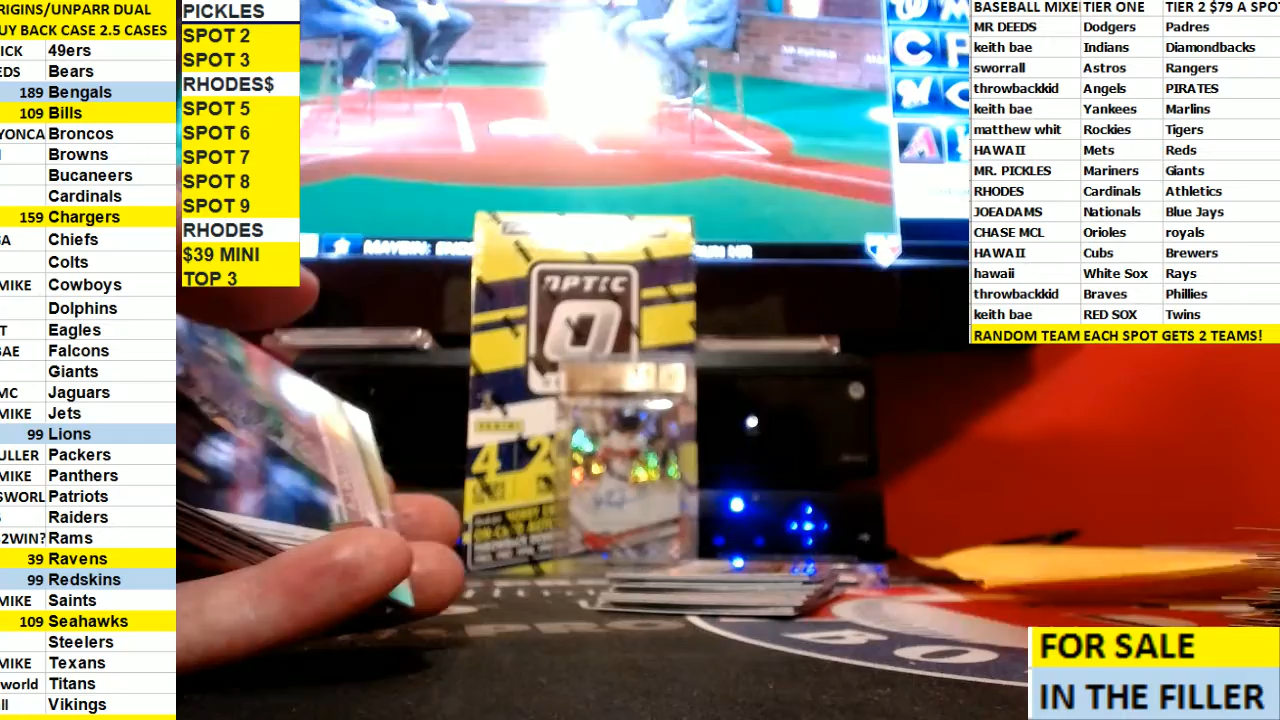 RIGINS/UNPARR DUAL
UY BACK CASE 2.5 CASES
ICK 49ers
EDS Bears
189 Bengals
109 Bills
YONCA Broncos
Browns
Bucaneers
Cardinals
159 Chargers
GA Chiefs
Colts
MIKE Cowboys
Dolphins
T Eagles
BAE Falcons
Giants
MC Jaguars
MIKE Jets
99 Lions
ULLER Packers
MIKE Panthers
SWORL Patriots
Raiders
2WIN? Rams
39 Ravens
99 Redskins
MIKE Saints
109 Seahawks
Steelers
MIKE Texans
world Titans
ll Vikings
PICKLES
SPOT 2
SPOT 3
RHODES$
SPOT 5
SPOT 6
SPOT 7
SPOT 8
SPOT 9
RHODES
$39 MINI
TOP 3
OPTIC
PANINI
4
2
BO
BASEBALL MIXE TIER ONE TIER 2 $79 A SPOT
MR DEEDS Dodgers Padres
keith bae Indians Diamondbacks
sworrall Astros Rangers
throwbackkid Angels PIRATES
keith bae Yankees Marlins
matthew whit Rockies Tigers
HAWAII Mets Reds
MR. PICKLES Mariners Giants
RHODES Cardinals Athletics
JOEADAMS Nationals Blue Jays
CHASE MCL Orioles royals
HAWAII Cubs Brewers
hawaii White Sox Rays
throwbackkid Braves Phillies
keith bae RED SOX Twins
RANDOM TEAM EACH SPOT GETS 2 TEAMS!
FOR SALE
IN THE FILLER